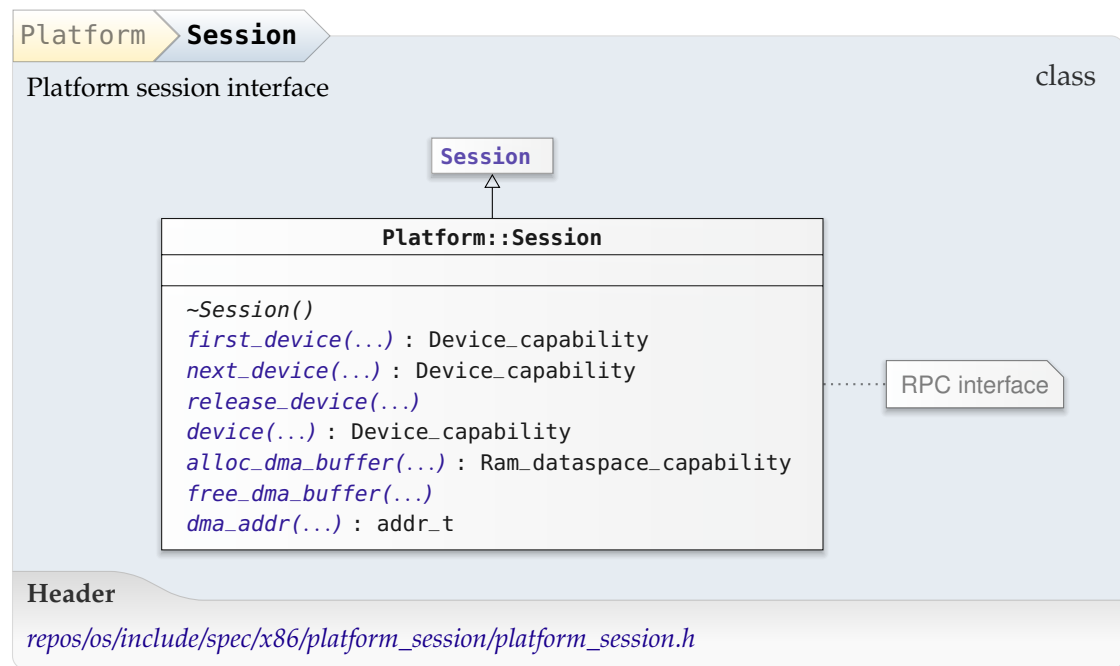 Platform Session
class
Platform session interface
Session
Platform::Session
~Session()
first_device(...) : Device_capability
next_device(...) : Device_capability
release_device(...)
device(...) : Device_capability
alloc_dma_buffer(...) : Ram_dataspace_capability
free_dma_buffer(...)
dma_addr(...) : addr_t
RPC interface
Header
repos/os/include/spec/x86/platform_session/platform_session.h